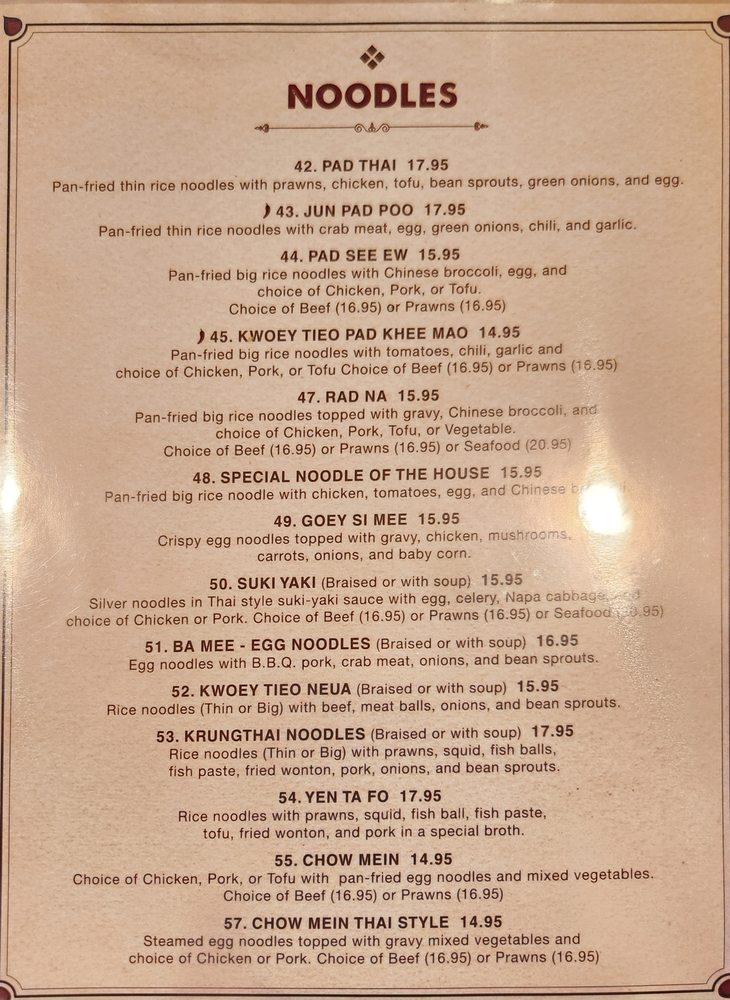 NOODLES
42. PAD THAI 17.95
Pan-fried thin rice noodles with prawns, chicken, tofu, bean sprouts, green onions, and egg.
43. JUN PAD POO 17.95
Pan-fried thin rice noodles with crab meat, egg, green onions, chili, and garlic.
44. PAD SEE EW 15.95
Pan-fried big rice noodles with Chinese broccoli, egg, and
choice of Chicken, Pork, or Tofu.
Choice of Beef (16.95) or Prawns (16.95)
45. KWOEY TIEO PAD KHEE MAO 14.95
Pan-fried big rice noodles with tomatoes, chili, garlic and
choice of Chicken, Pork, or Tofu Choice of Beef (16.95) or Prawns (16.95)
47. RAD NA 15.95
Pan-fried big rice noodles topped with gravy, Chinese broccoli, and
choice of Chicken, Pork, Tofu, or Vegetable.
Choice of Beef (16.95) or Prawns (16.95) or Seafood (20.95)
48. SPECIAL NOODLE OF THE HOUSE 15.95
Pan-fried big rice noodle with chicken, tomatoes, egg, and Chinese
49. GOEY SI MEE 15.95
Crispy egg noodles topped with gravy, chicken, mushrooms,
carrots, onions, and baby corn.
50. SUKI YAKI (Braised or with soup) 15.95
Silver noodles in Thai style suki-yaki sauce with egg, celery, Napa cabbage, and
choice of Chicken or Pork. Choice of Beef (16.95) or Prawns (16.95) or Seafood
51. BA MEE - EGG NOODLES (Braised or with soup) 16.95
Egg noodles with B.B.Q. pork, crab meat, onions, and bean sprouts.
52. KWOEY TIEO NEUA (Braised or with soup) 15.95
Rice noodles (Thin or Big) with beef, meat balls, onions, and bean sprouts.
53. KRUNGTHAI NOODLES (Braised or with soup) 17.95
Rice noodles (Thin or Big) with prawns, squid, fish balls,
fish paste, fried wonton, pork, onions, and bean sprouts.
54. YEN TA FO 17.95
Rice noodles with prawns, squid, fish ball, fish paste,
tofu, fried wonton, and pork in a special broth.
55. CHOW MEIN 14.95
Choice of Chicken, Pork, or Tofu with pan-fried egg noodles and mixed vegetables.
Choice of Beef (16.95) or Prawns (16.95)
57. CHOW MEIN THAI STYLE 14.95
Steamed egg noodles topped with gravy mixed vegetables and
choice of Chicken or Pork. Choice of Beef (16.95) or Prawns (16.95)